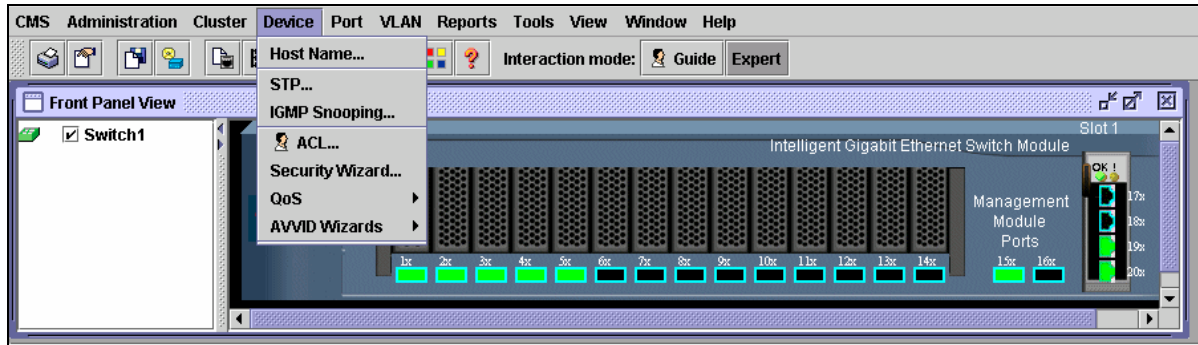 CMS Administration Cluster Device Port VLAN Reports Tools View Window Help
Interaction mode: Guide Expert
Host Name...
STP...
IGMP Snooping...
ACL...
Security Wizard...
QoS
AVVID Wizards
Front Panel View
Switch1
Slot 1
Intelligent Gigabit Ethernet Switch Module
OK !
Management
Module
Ports
17x
18x
19x
20x
1x 2x 3x 4x 5x 6x 7x 8x 9x 10x 11x 12x 13x 14x 15x 16x